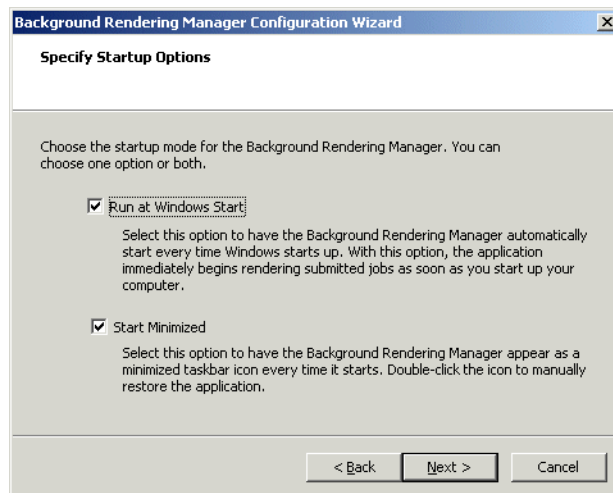 Background Rendering Manager Configuration Wizard
Specify Startup Options
Choose the startup mode for the Background Rendering Manager. You can
choose one option or both.
Run at Windows Start
Select this option to have the Background Rendering Manager automatically
start every time Windows starts up. With this option, the application
immediately begins rendering submitted jobs as soon as you start up your
computer.
Start Minimized
Select this option to have the Background Rendering Manager appear as a
minimized taskbar icon every time it starts. Double-click the icon to manually
restore the application.
< Back
Next >
Cancel